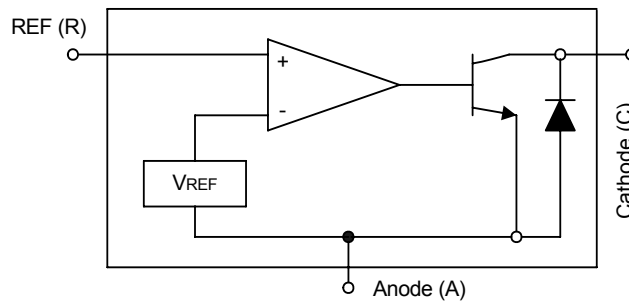 REF (R)
+
-
VREF
Cathode (C)
Anode (A)